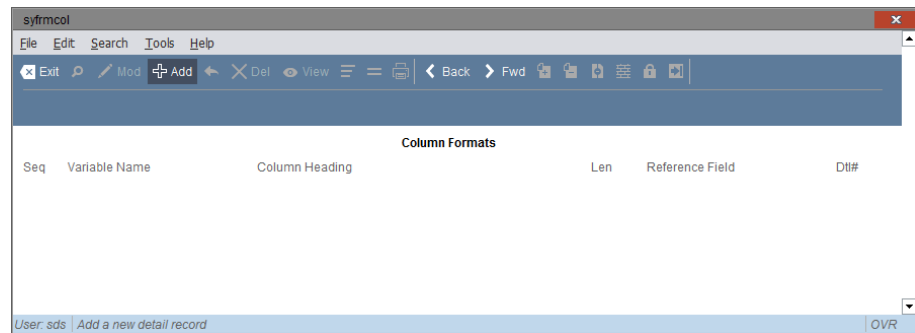 syfrmcol
File Edit Search Tools Help
Exit Mod Add Del View Back Fwd
Column Formats
Seq Variable Name Column Heading Len Reference Field Dtl#
User: sds Add a new detail record OVR